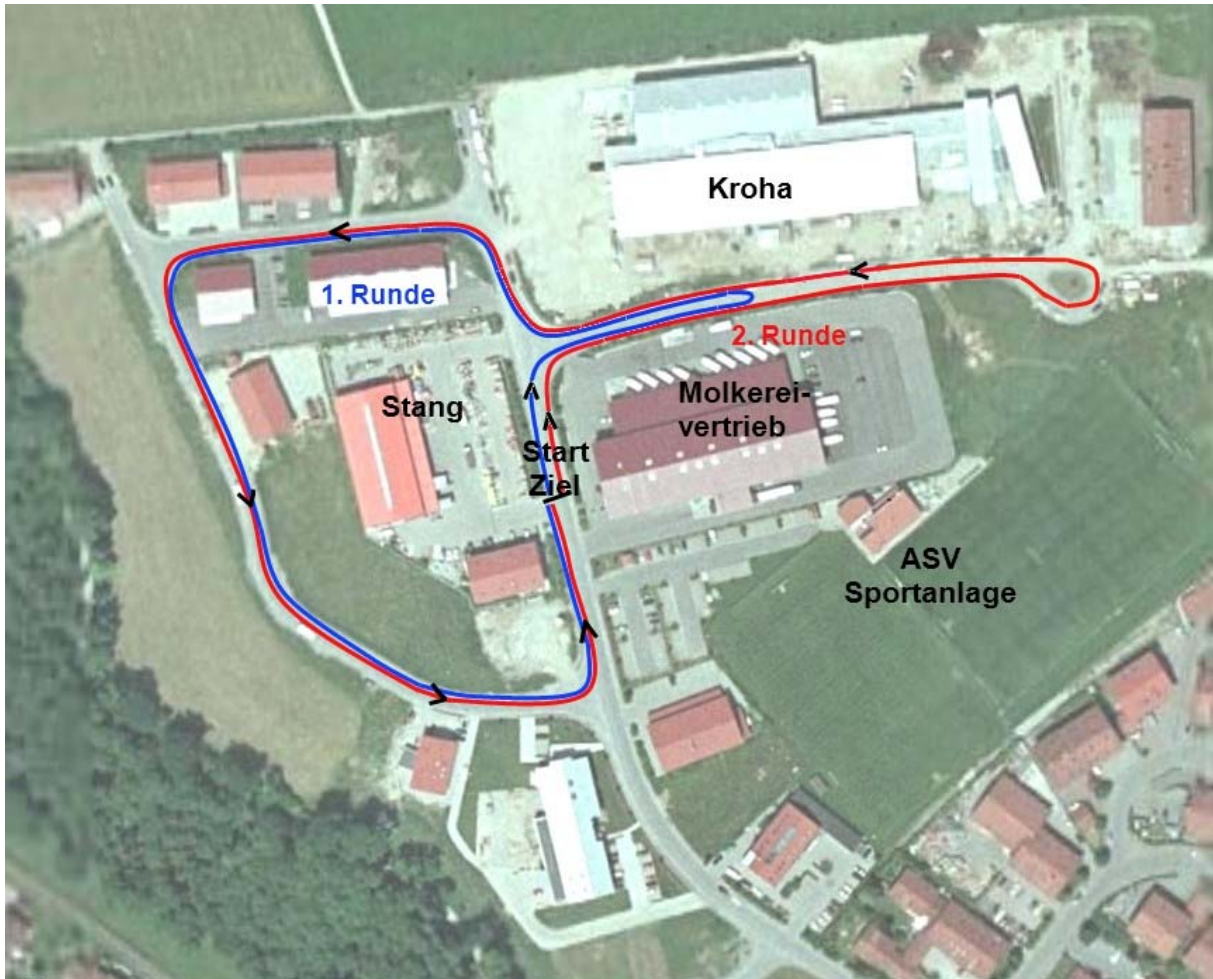 Kroha
1. Runde
2. Runde
Stang
Molkerei-
vertrieb
Start
Ziel
ASV
Sportanlage